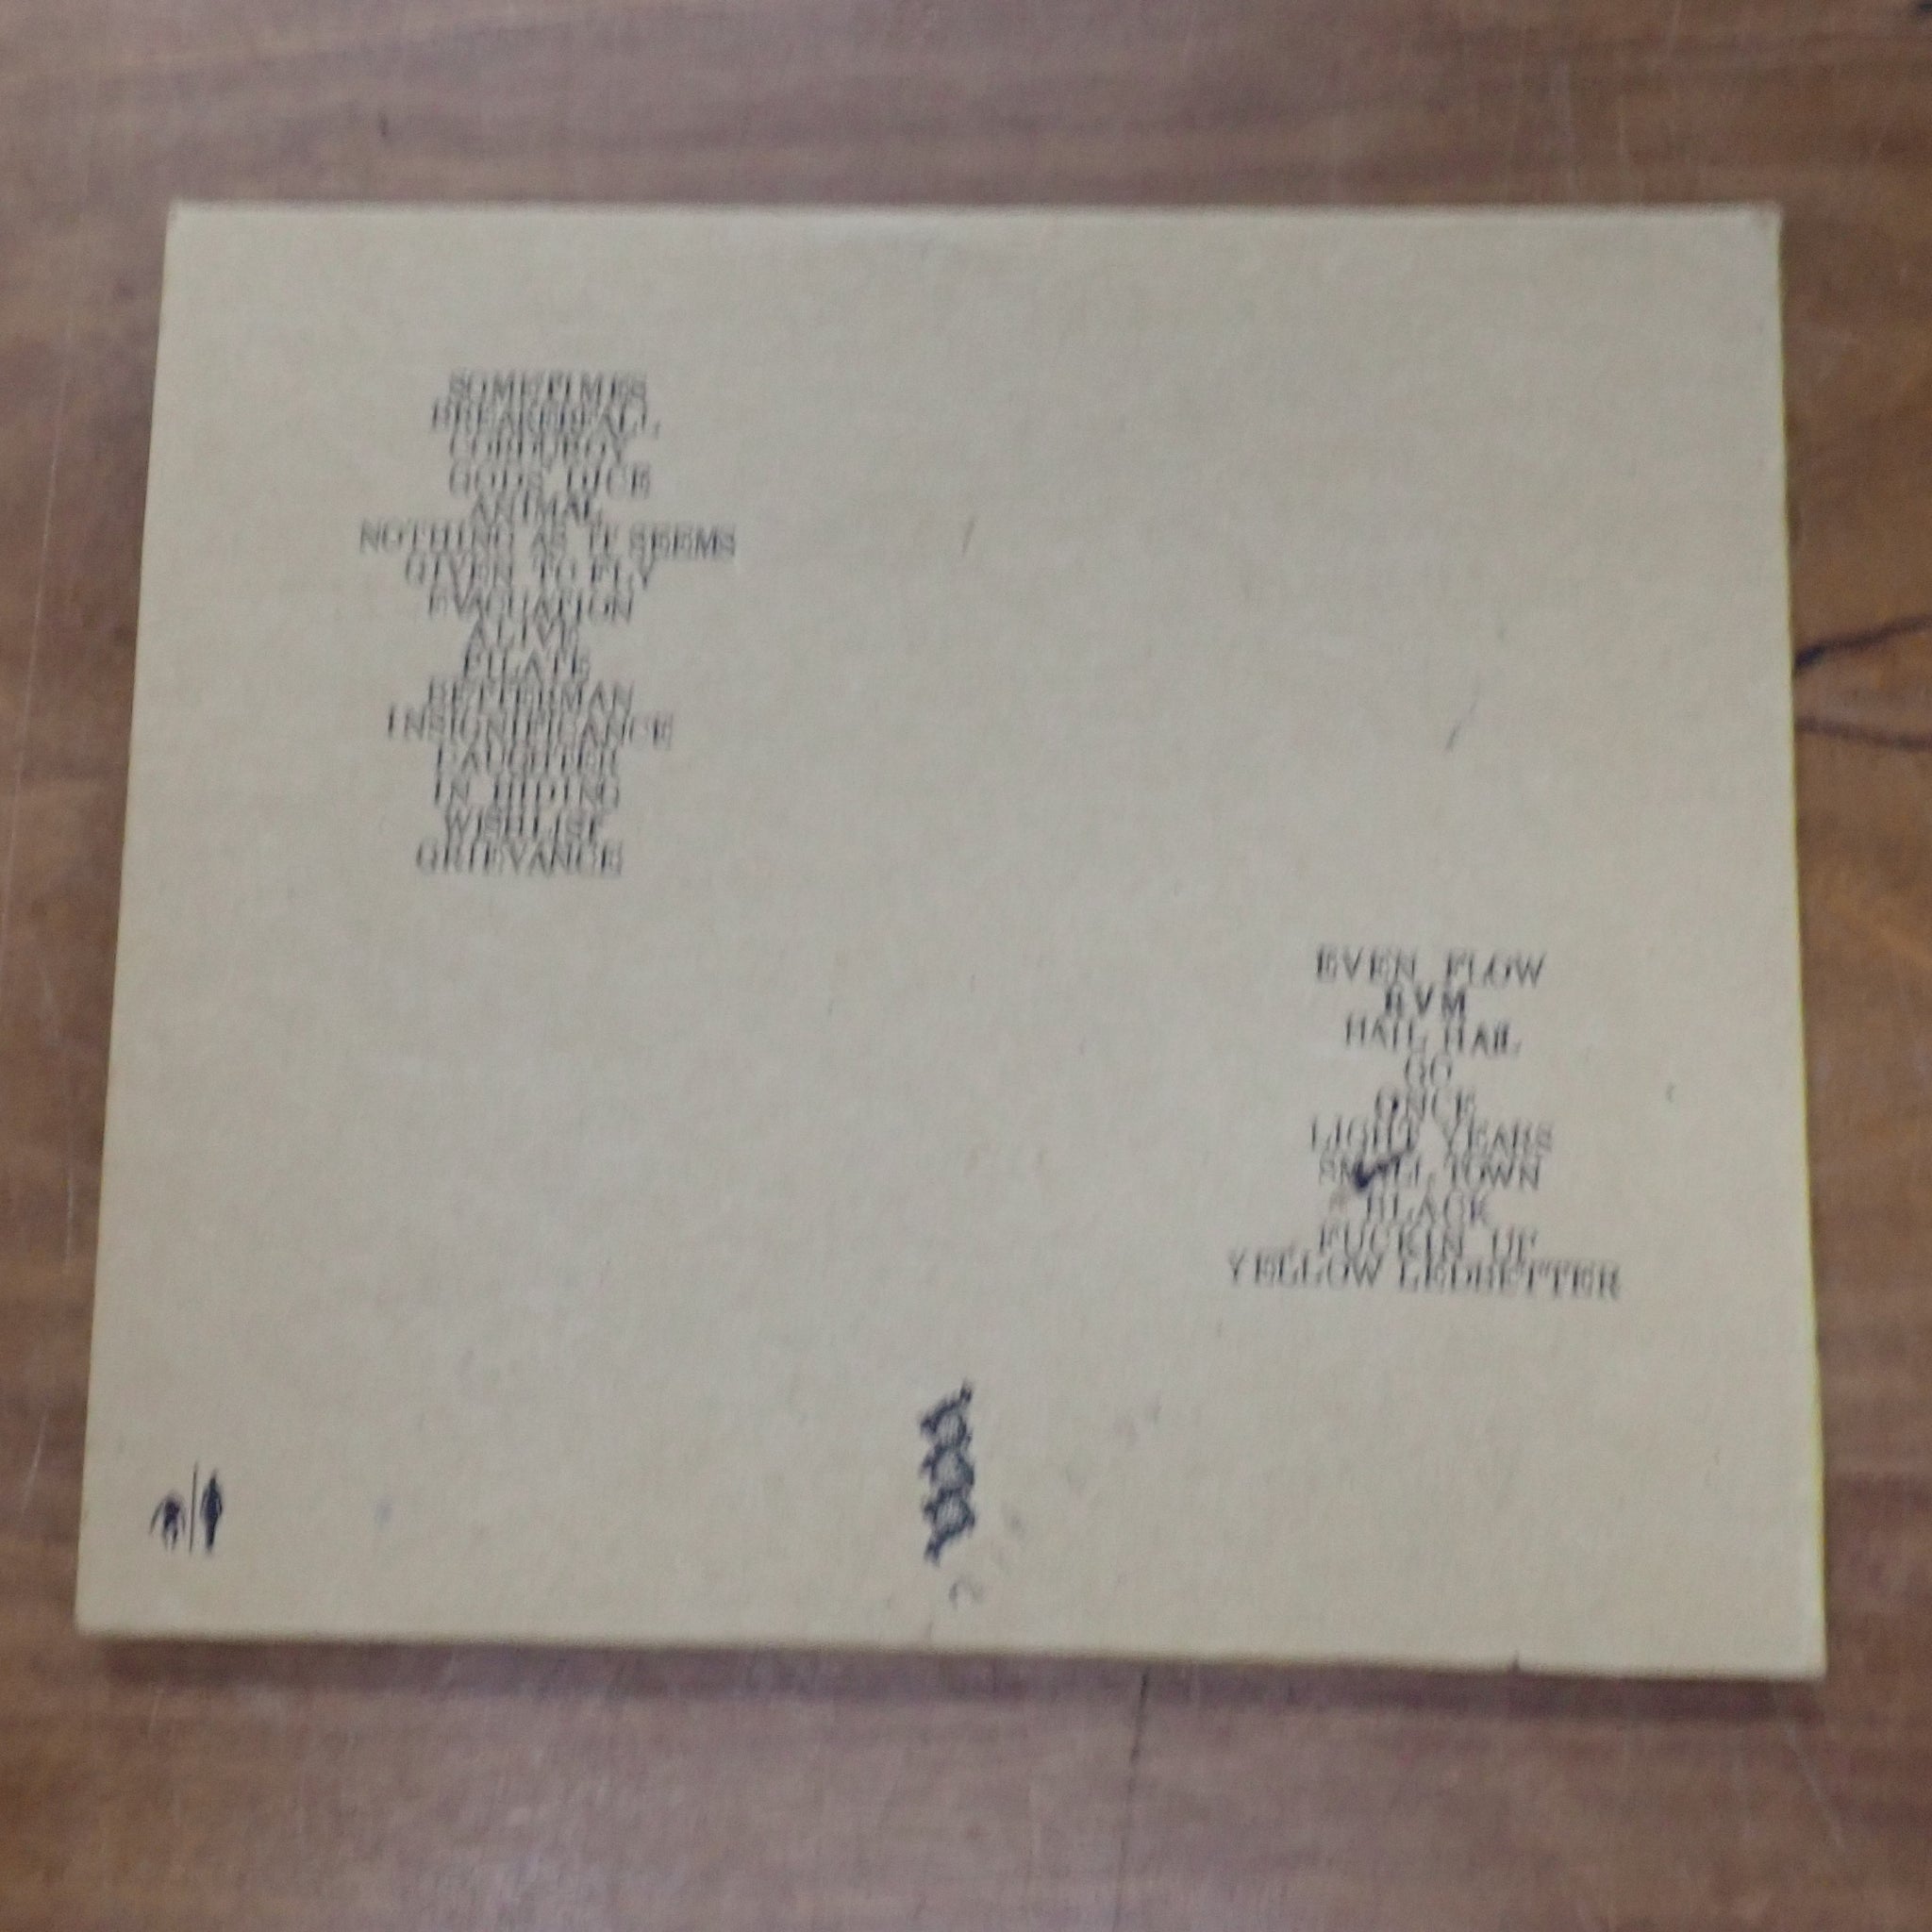 SOMETIMES
BREAKERFALL
CORDUROY
GODS' DICE
ANIMAL
NOTHING AS IT SEEMS
GIVEN TO FLY
EVACUATION
ALIVE
PILATE
BETTERMAN
INSIGNIFICANCE
DAUGHTER
IN HIDING
WISHLIST
GRIEVANCE
EVEN FLOW
RVM
HAIL HAIL
GO
ONCE
LIGHT YEARS
SMALL TOWN
BLACK
FUCKIN UP
YELLOW LEDBETTER